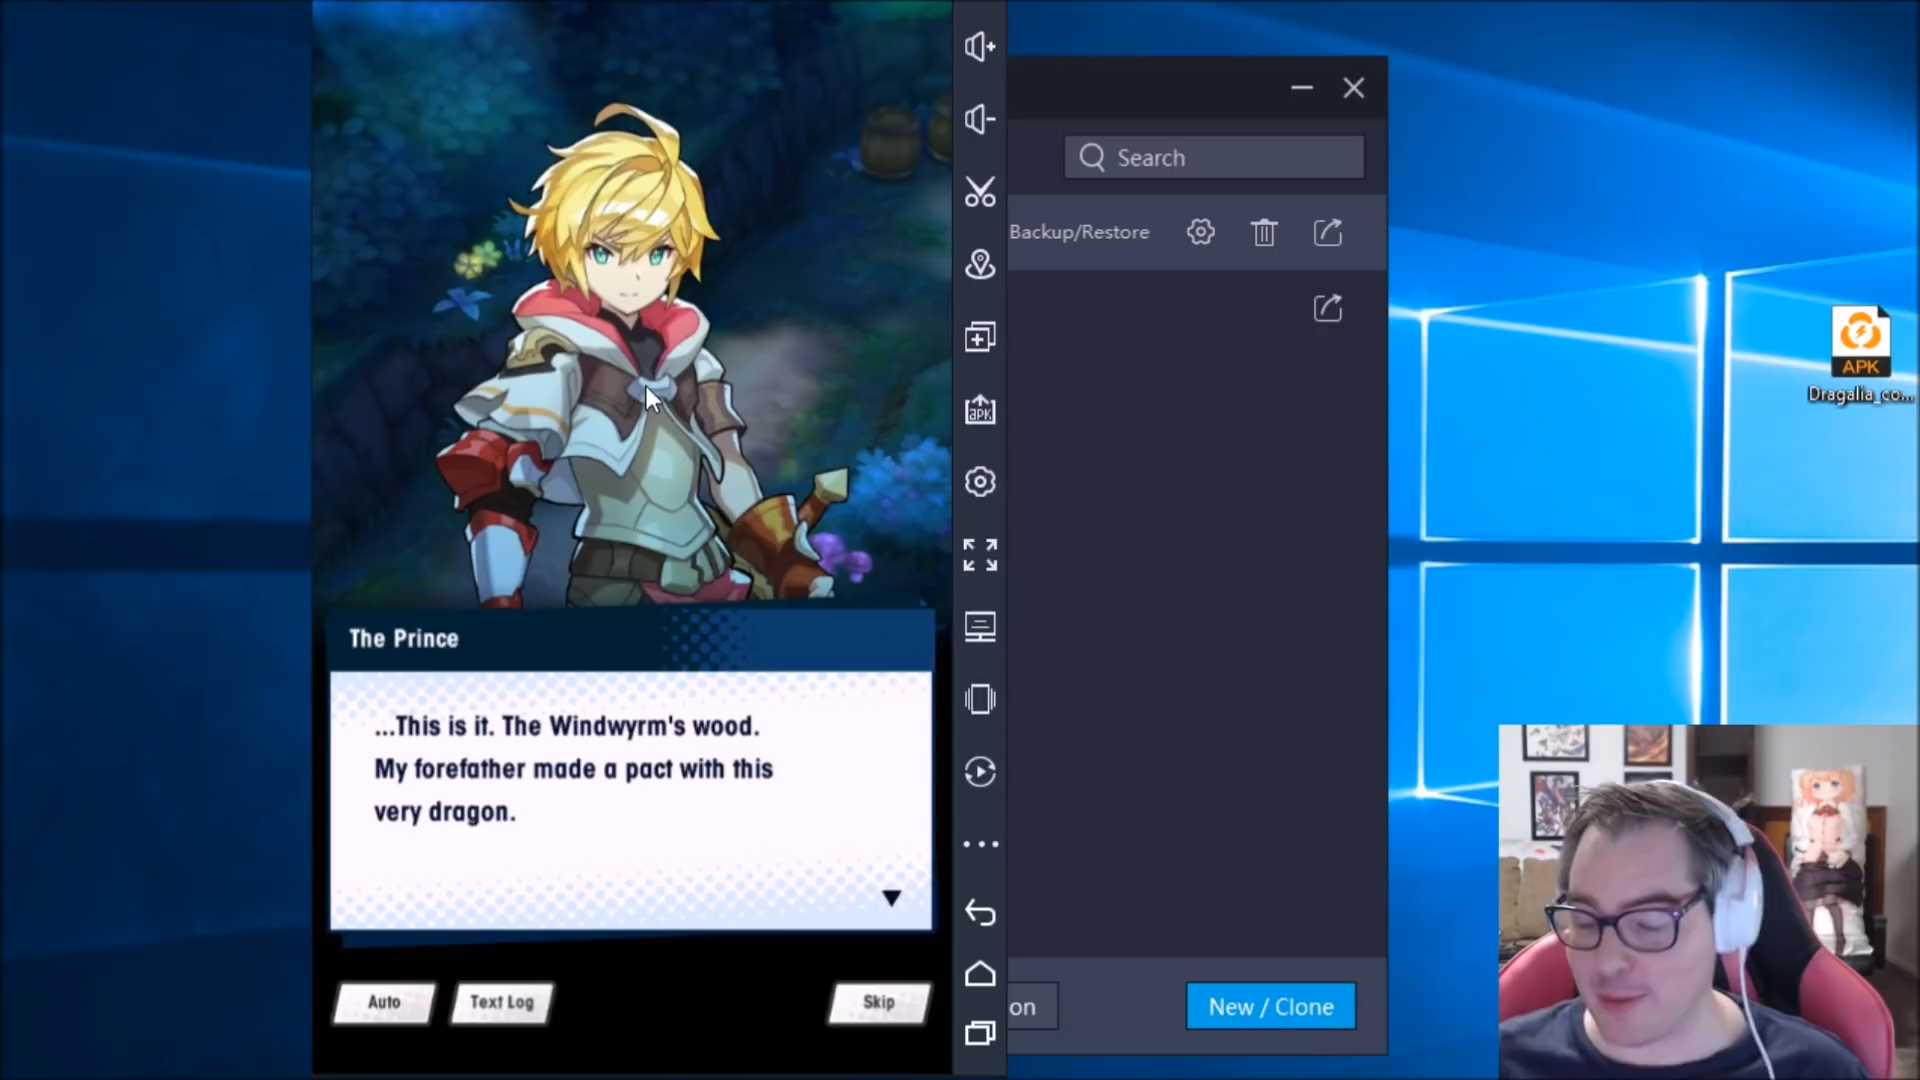 The Prince
...This is it. The Windwyrm's wood.
My forefather made a pact with this
very dragon.
Auto
Text Log
Skip
apk
Search
Backup/Restore
on
New / Clone
APK
Dragalia_co...